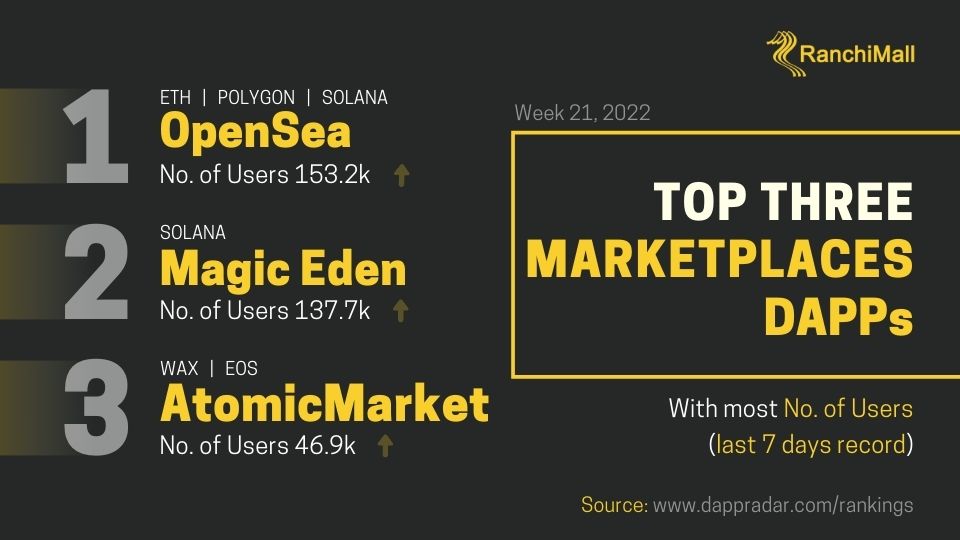 RanchiMall
1
ETH | POLYGON | SOLANA
OpenSea
No. of Users 153.2k
2
SOLANA
Magic Eden
No. of Users 137.7k
3
WAX | EOS
AtomicMarket
No. of Users 46.9k
Week 21, 2022
TOP THREE
MARKETPLACES
DAPPs
With most No. of Users
(last 7 days record)
Source: www.dappradar.com/rankings